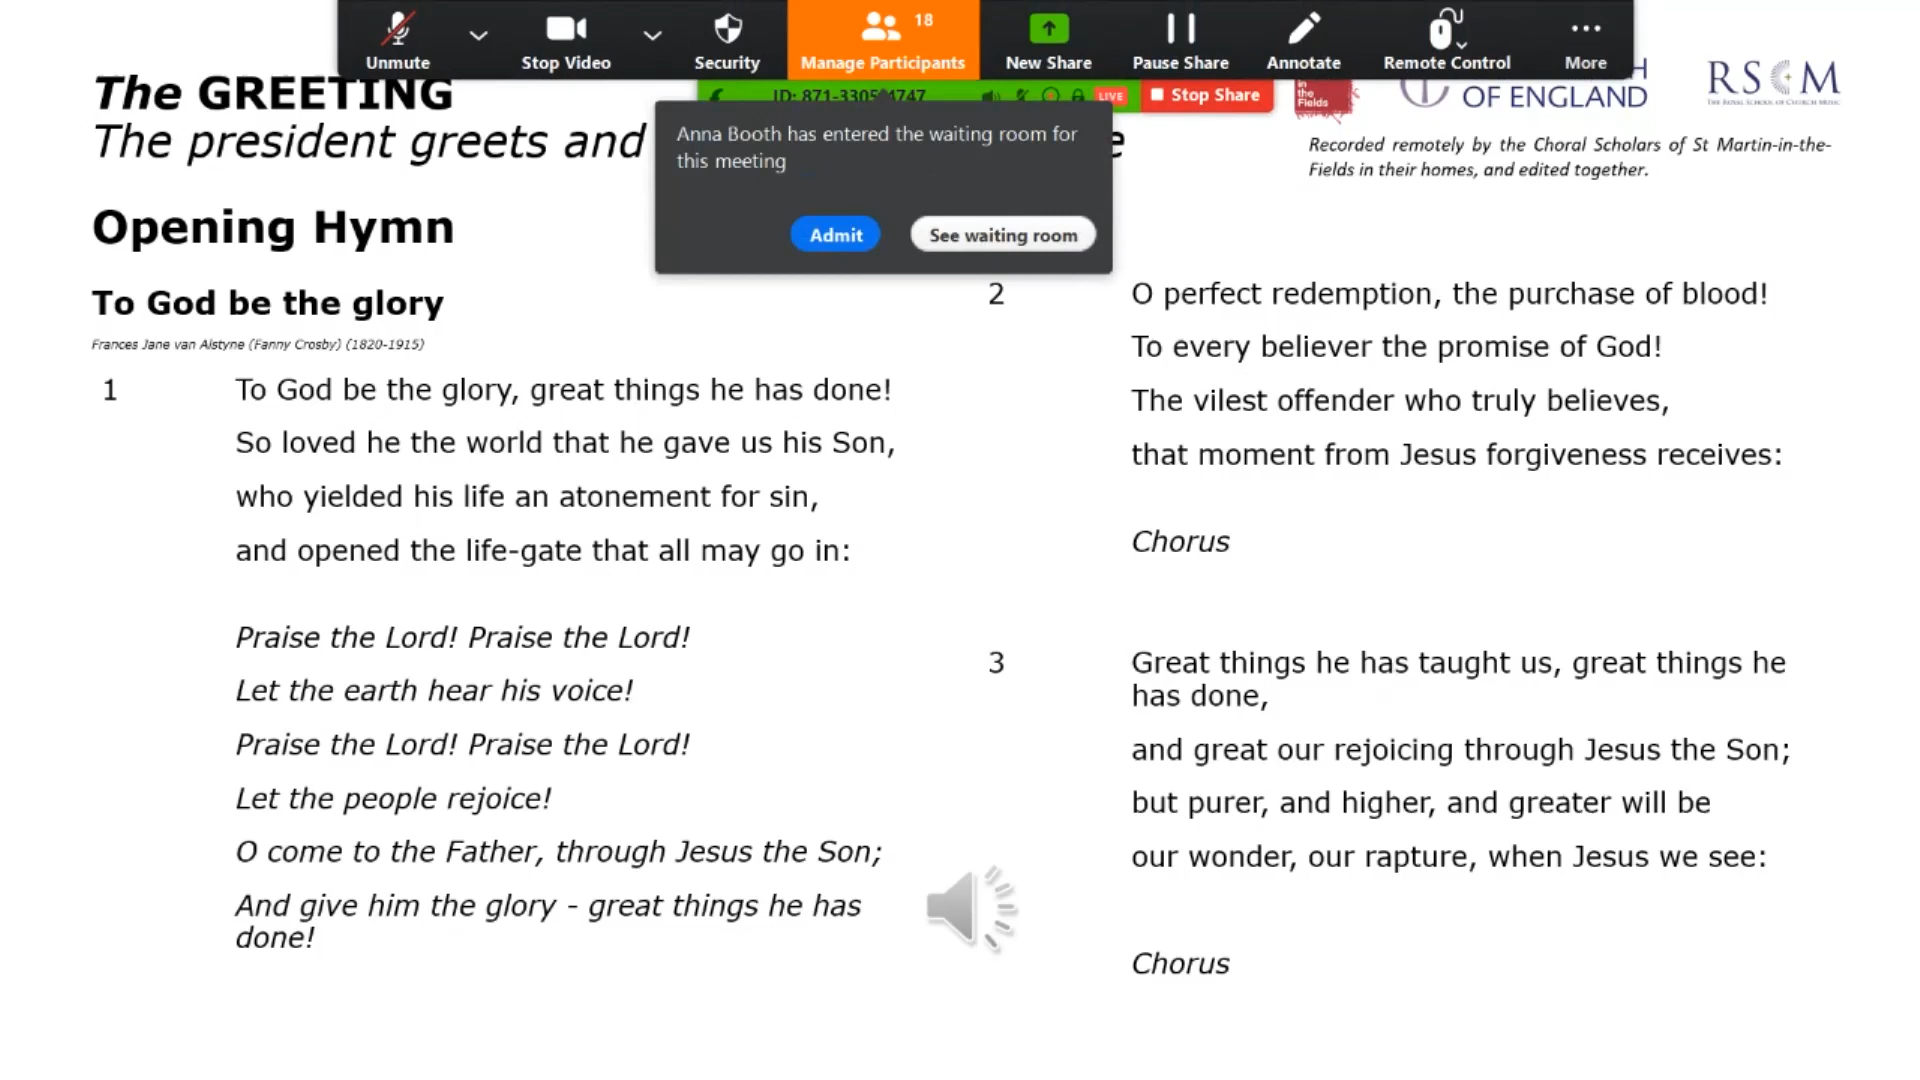 Unmute
Stop Video
Security
18
Manage Participants
New Share
Pause Share
Annotate
Remote Control
More
LIVE
Stop Share
in
the
Fields
OF ENGLAND
RSCM
THE ROYAL SCHOOL OF CHURCH MUSIC
Recorded remotely by the Choral Scholars of St Martin-in-the-
Fields in their homes, and edited together.
The GREETING
The president greets and
Anna Booth has entered the waiting room for
this meeting
Admit
See waiting room
Opening Hymn
To God be the glory
Frances Jane van Alstyne (Fanny Crosby) (1820-1915)
1 To God be the glory, great things he has done!
So loved he the world that he gave us his Son,
who yielded his life an atonement for sin,
and opened the life-gate that all may go in:
Praise the Lord! Praise the Lord!
Let the earth hear his voice!
Praise the Lord! Praise the Lord!
Let the people rejoice!
O come to the Father, through Jesus the Son;
And give him the glory - great things he has
done!
2 O perfect redemption, the purchase of blood!
To every believer the promise of God!
The vilest offender who truly believes,
that moment from Jesus forgiveness receives:
Chorus
3 Great things he has taught us, great things he
has done,
and great our rejoicing through Jesus the Son;
but purer, and higher, and greater will be
our wonder, our rapture, when Jesus we see:
Chorus